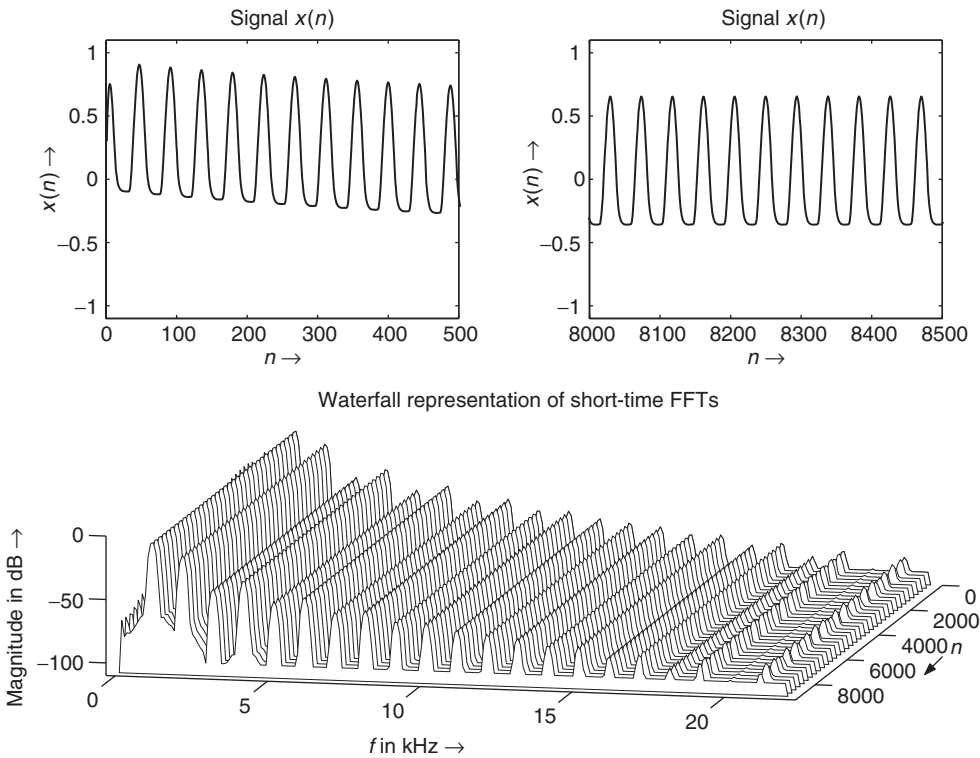 Signal x(n)
Signal x(n)
1
0.5
0
−0.5
−1
x(n) →
0 100 200 300 400 500
n →
1
0.5
0
−0.5
−1
x(n) →
8000 8100 8200 8300 8400 8500
n →
Waterfall representation of short-time FFTs
0
−50
−100
Magnitude in dB →
0 5 10 15 20
f in kHz →
0
2000
4000
6000
8000
← n